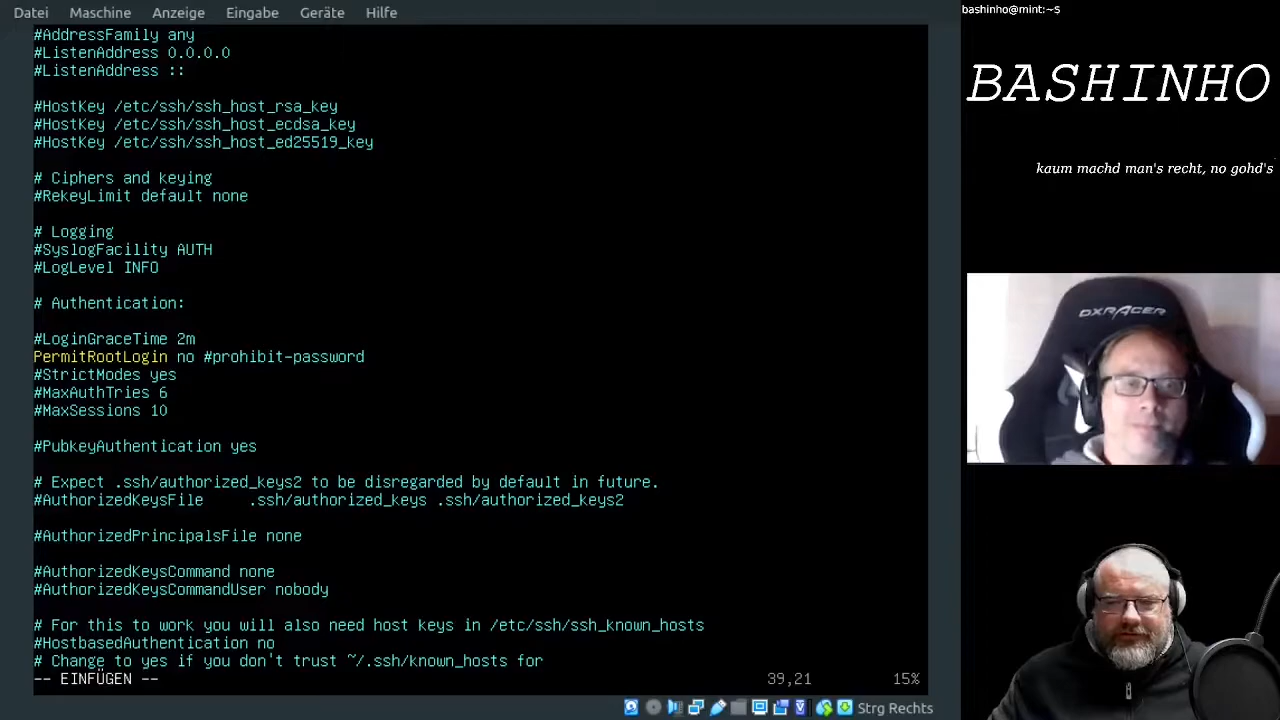 Datei Maschine Anzeige Eingabe Geräte Hilfe
#AddressFamily any
#ListenAddress 0.0.0.0
#ListenAddress ::
#HostKey /etc/ssh/ssh_host_rsa_key
#HostKey /etc/ssh/ssh_host_ecdsa_key
#HostKey /etc/ssh/ssh_host_ed25519_key
# Ciphers and keying
#RekeyLimit default none
# Logging
#SyslogFacility AUTH
#LogLevel INFO
# Authentication:
#LoginGraceTime 2m
PermitRootLogin no #prohibit-password
#StrictModes yes
#MaxAuthTries 6
#MaxSessions 10
#PubkeyAuthentication yes
# Expect .ssh/authorized_keys2 to be disregarded by default in future.
#AuthorizedKeysFile .ssh/authorized_keys .ssh/authorized_keys2
#AuthorizedPrincipalsFile none
#AuthorizedKeysCommand none
#AuthorizedKeysCommandUser nobody
# For this to work you will also need host keys in /etc/ssh/ssh_known_hosts
#HostbasedAuthentication no
# Change to yes if you don't trust ~/.ssh/known_hosts for
-- EINFÜGEN -- 39,21 15%
Strg Rechts
bashinho@mint:~$
BASHINHO
kaum machd man's recht, no gohd's
DXRACER